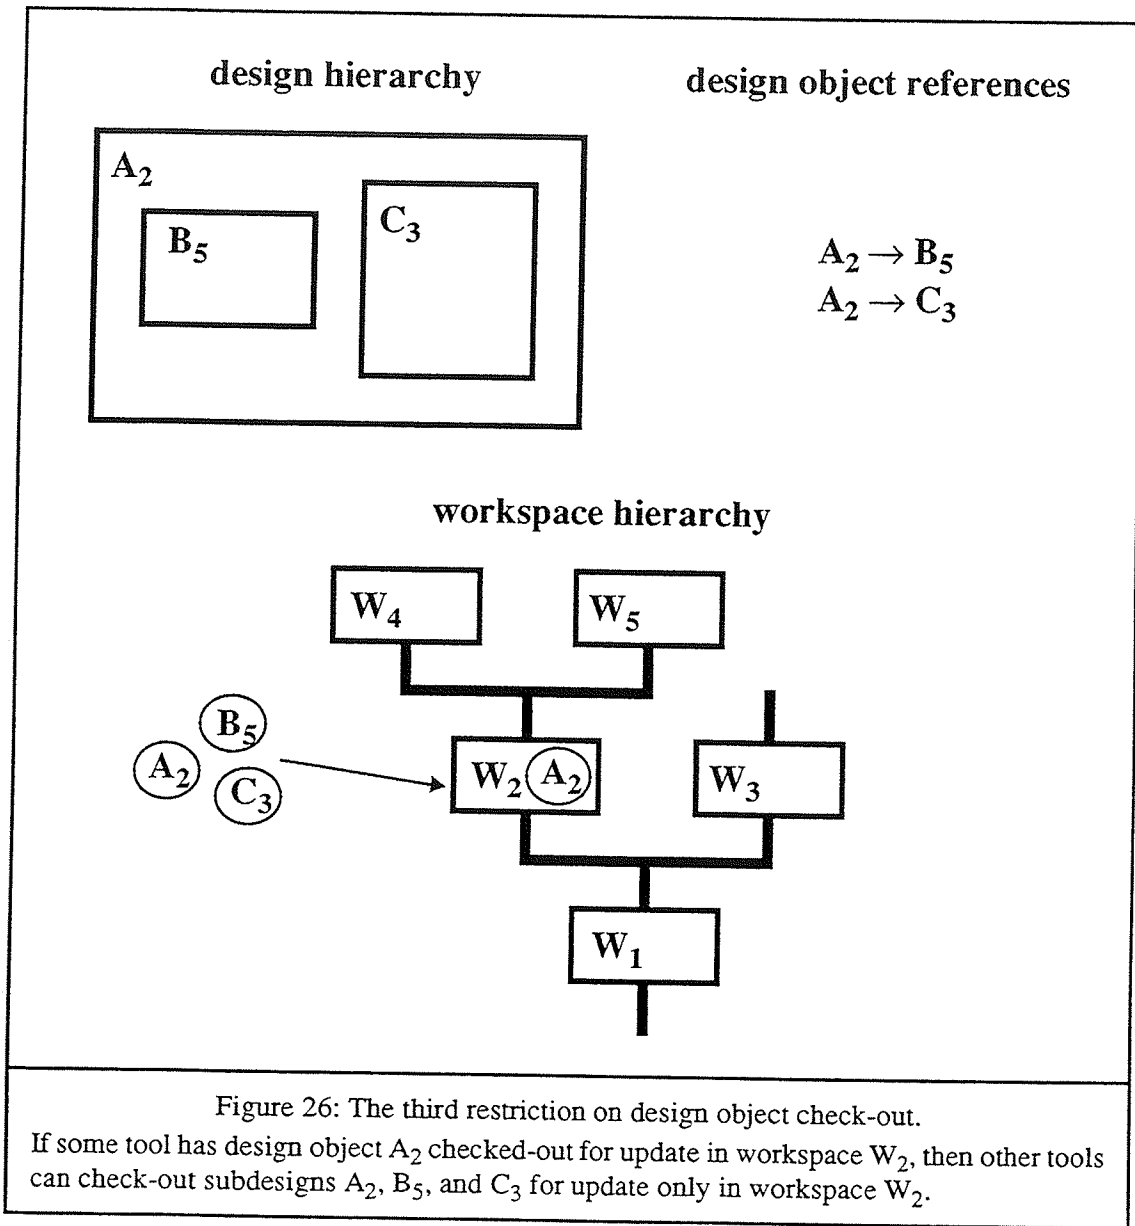 design hierarchy
design object references
A₂
B₅
C₃
A₂ → B₅
A₂ → C₃
workspace hierarchy
W₄
W₅
B₅
A₂
C₃
W₂ A₂
W₃
W₁
Figure 26: The third restriction on design object check-out.
If some tool has design object A₂ checked-out for update in workspace W₂, then other tools
can check-out subdesigns A₂, B₅, and C₃ for update only in workspace W₂.